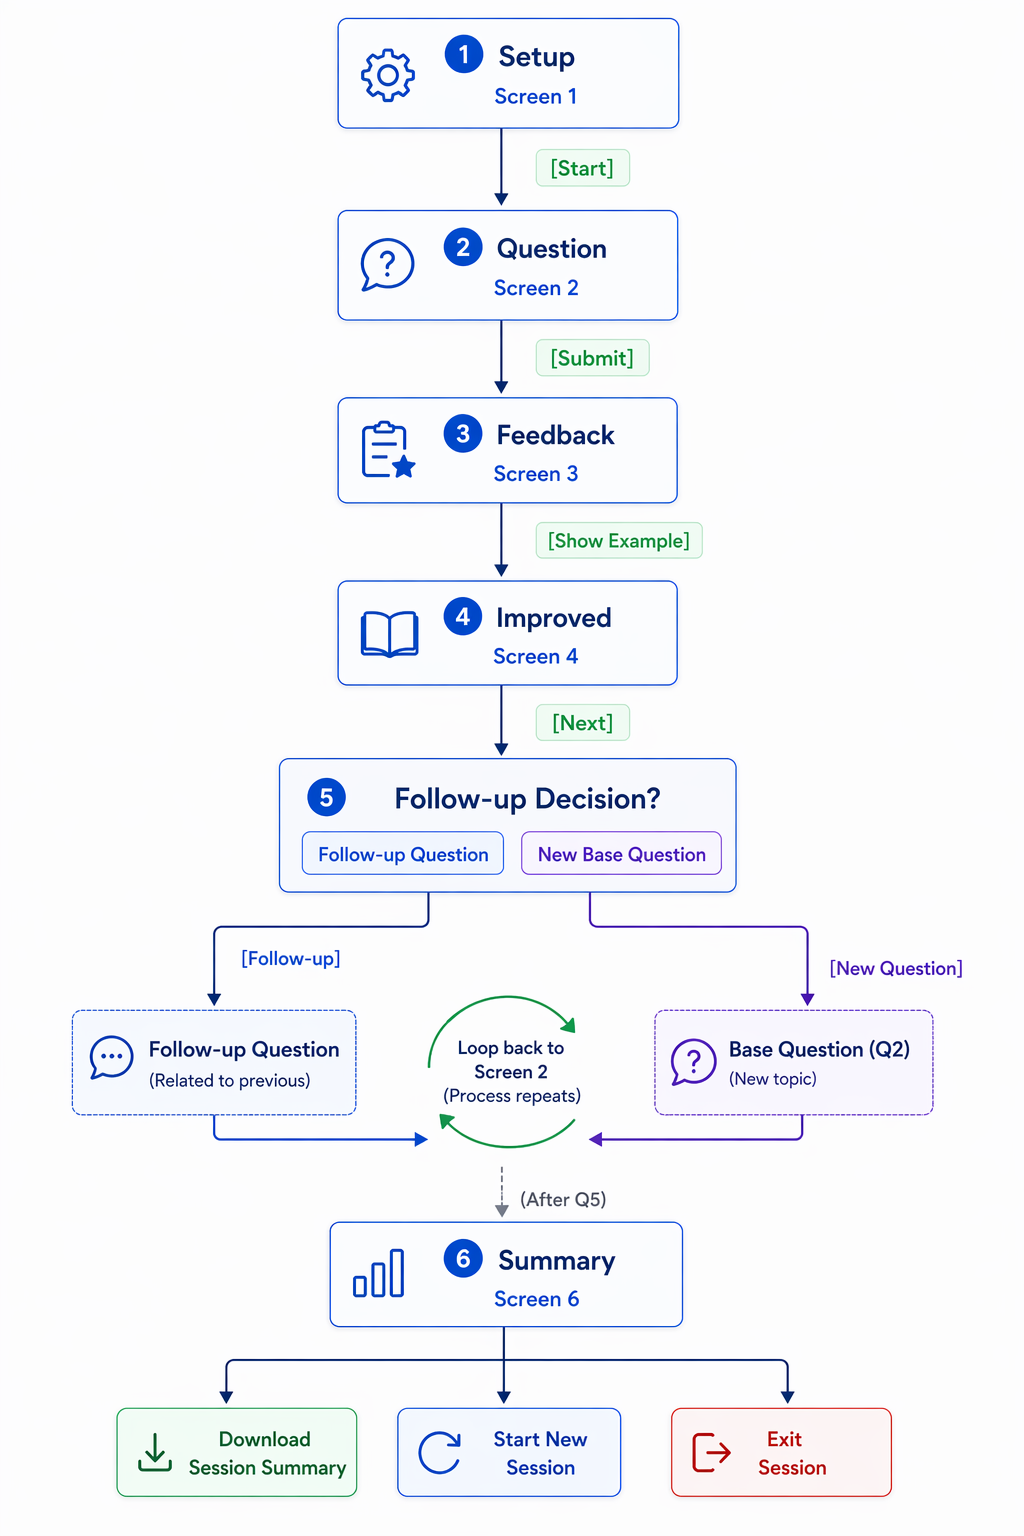 1 Setup
Screen 1
[Start]
2 Question
Screen 2
[Submit]
3 Feedback
Screen 3
[Show Example]
4 Improved
Screen 4
[Next]
5 Follow-up Decision?
Follow-up Question
New Base Question
[Follow-up]
[New Question]
Follow-up Question
(Related to previous)
Loop back to
Screen 2
(Process repeats)
Base Question (Q2)
(New topic)
(After Q5)
6 Summary
Screen 6
Download
Session Summary
Start New
Session
Exit
Session